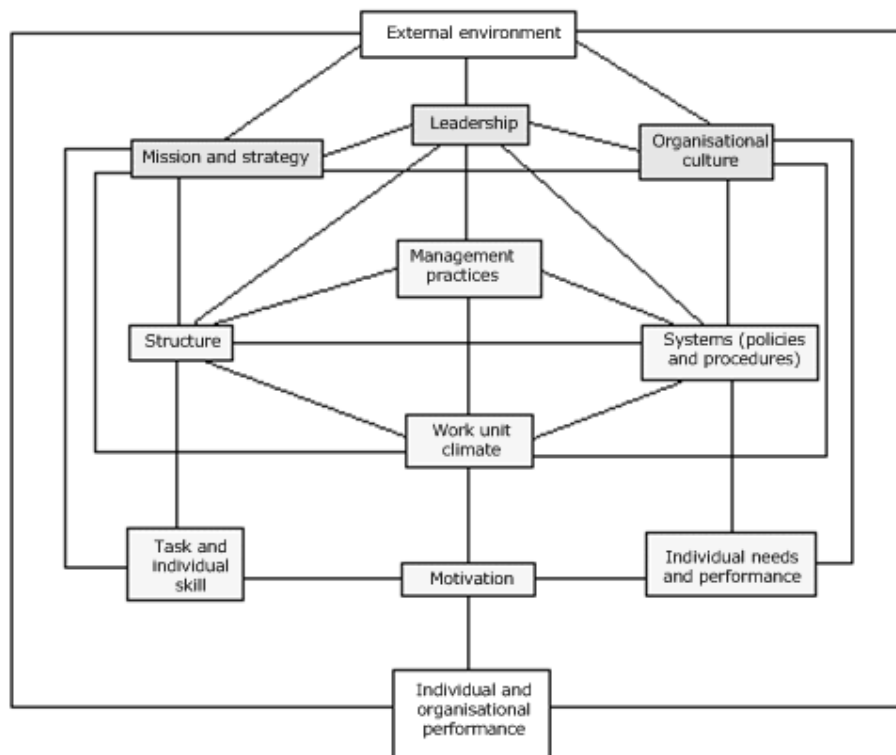 External environment
Leadership
Mission and strategy
Organisational
culture
Management
practices
Structure
Systems (policies
and procedures)
Work unit
climate
Task and
individual
skill
Motivation
Individual needs
and performance
Individual and
organisational
performance